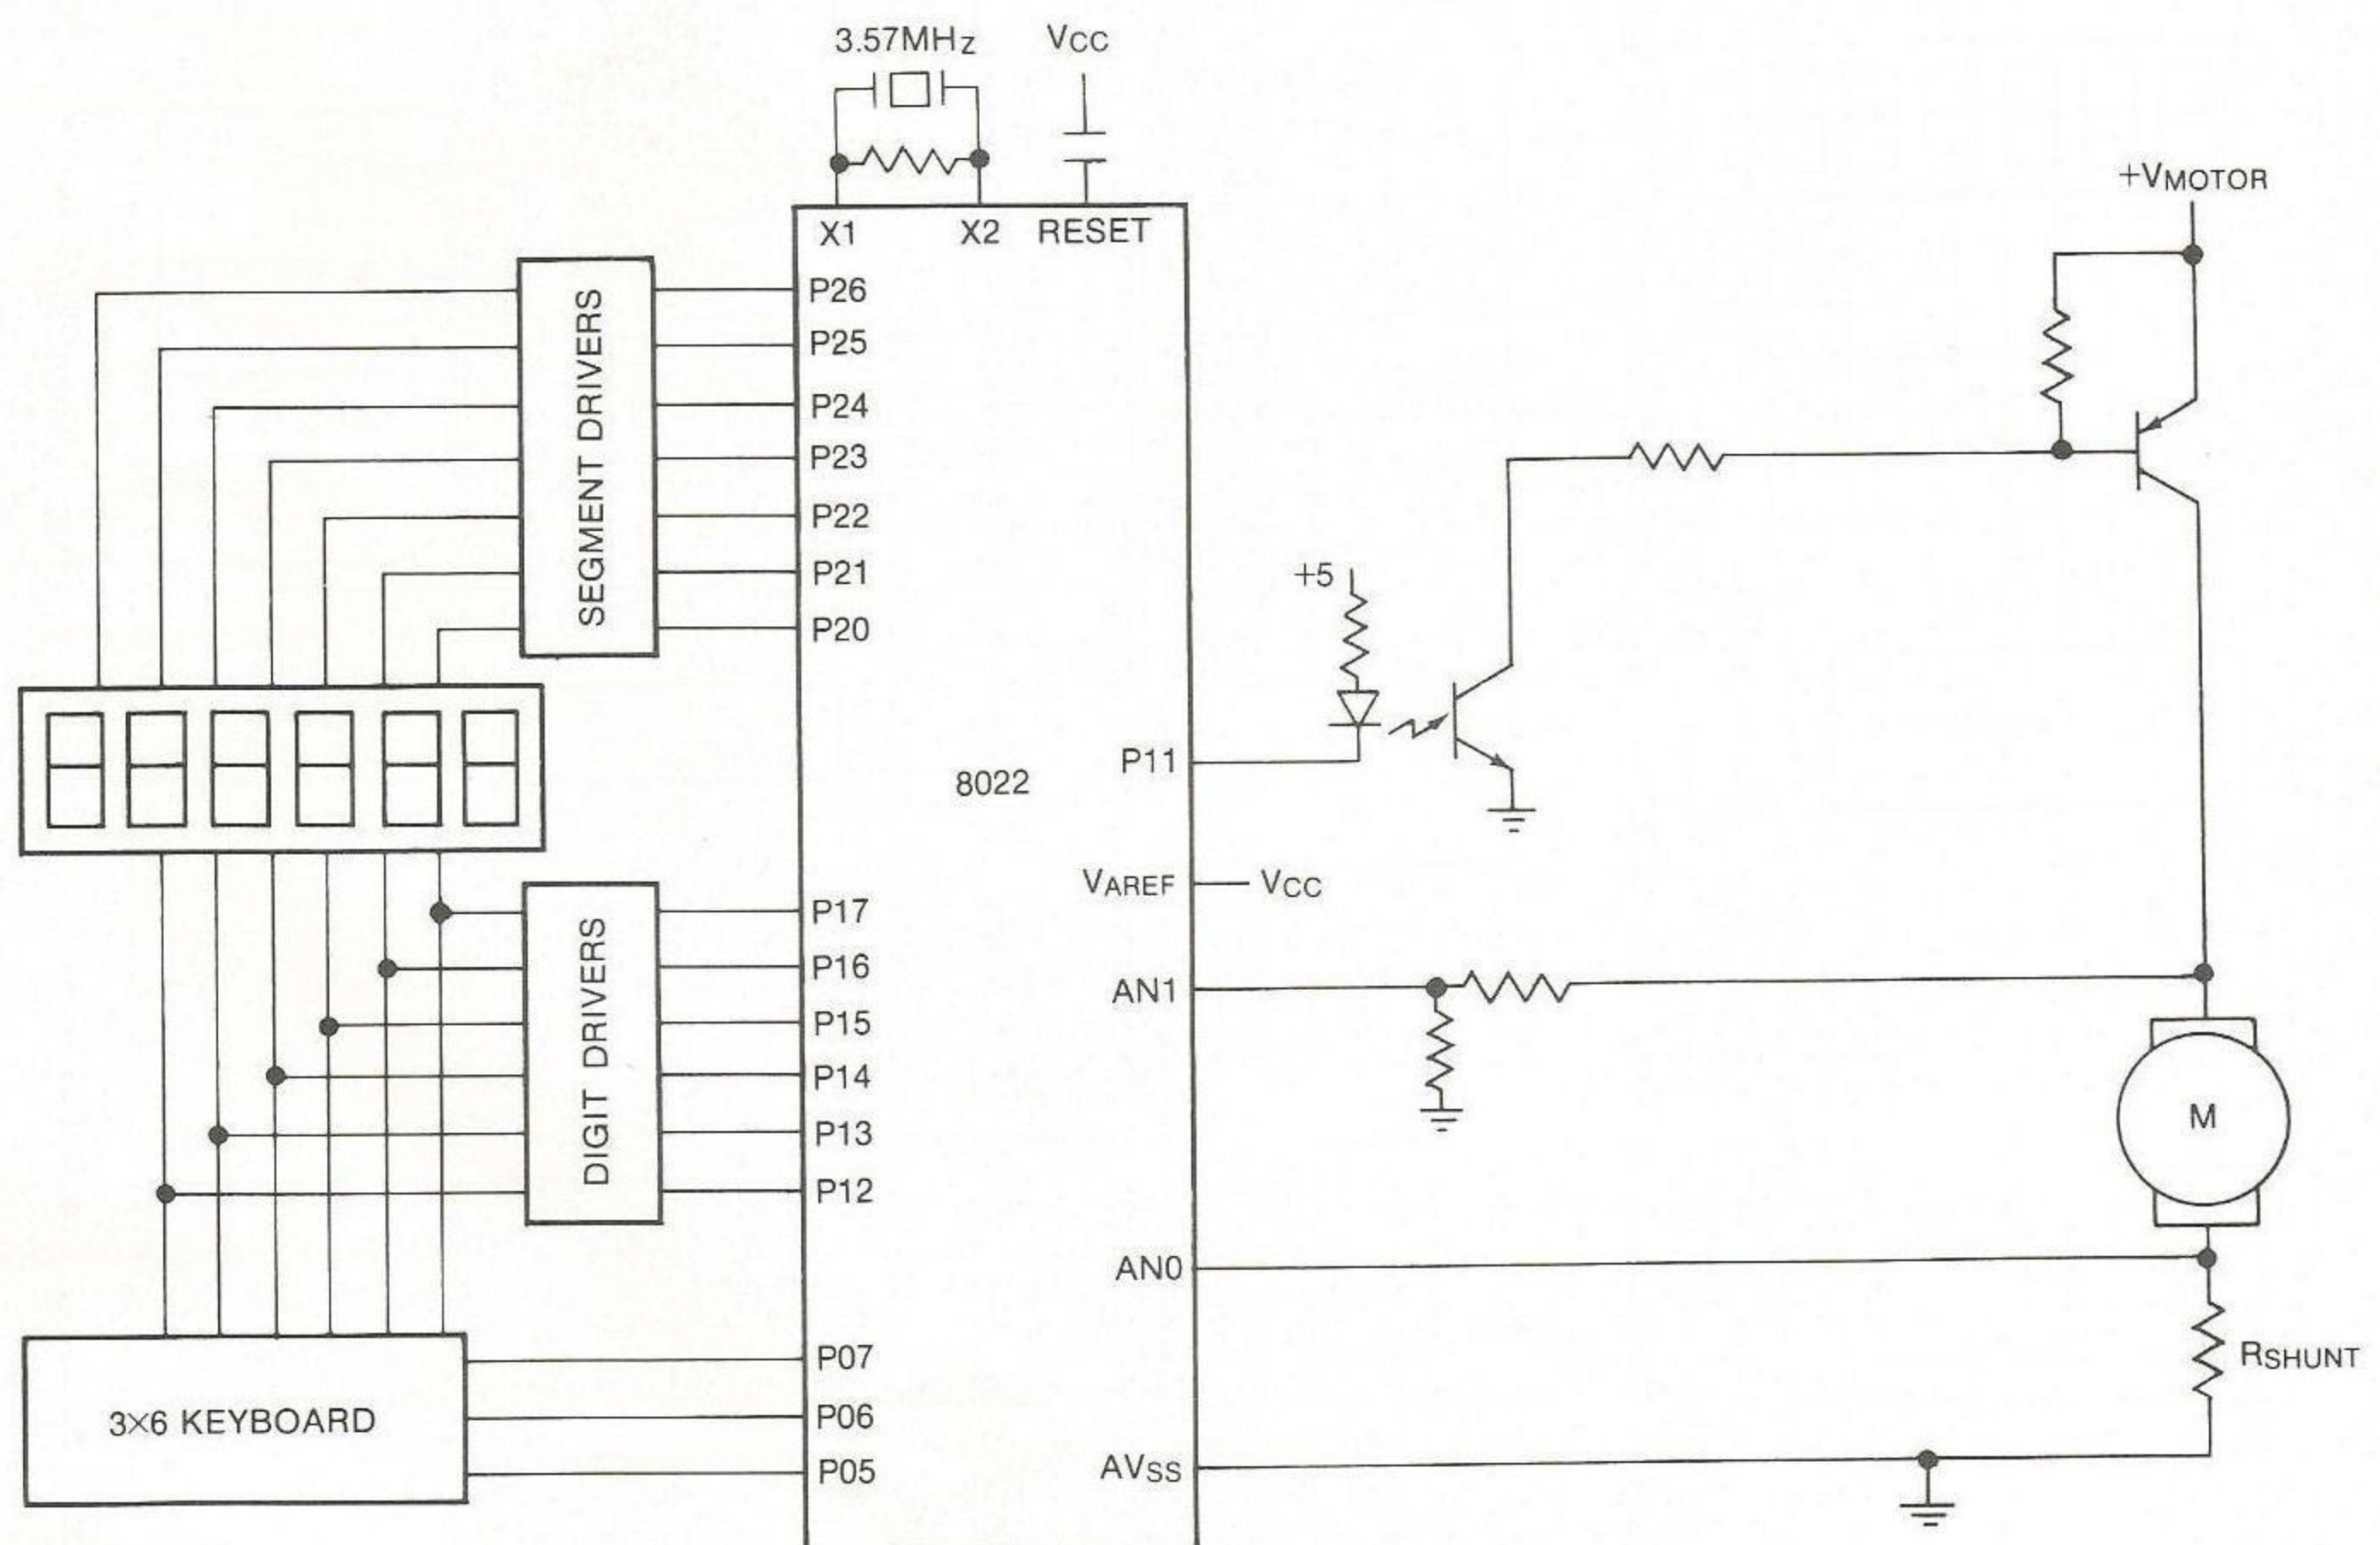 3.57MHz
VCC
+VMOTOR
X1
X2
RESET
P26
P25
P24
P23
P22
P21
P20
SEGMENT DRIVERS
+5
P11
8022
VAREF
VCC
P17
P16
P15
P14
P13
P12
DIGIT DRIVERS
AN1
M
AN0
RSHUNT
P07
P06
P05
3×6 KEYBOARD
AVSS